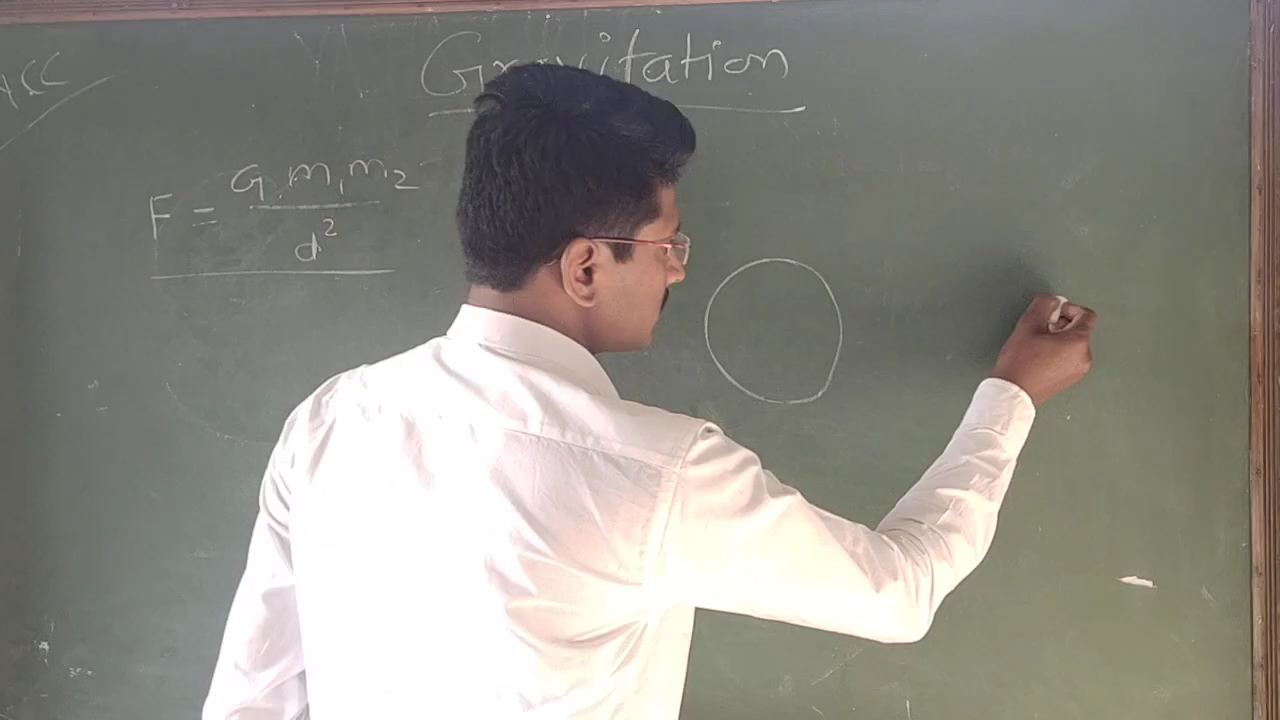 Gravitation
F = G m₁ m₂ / d²